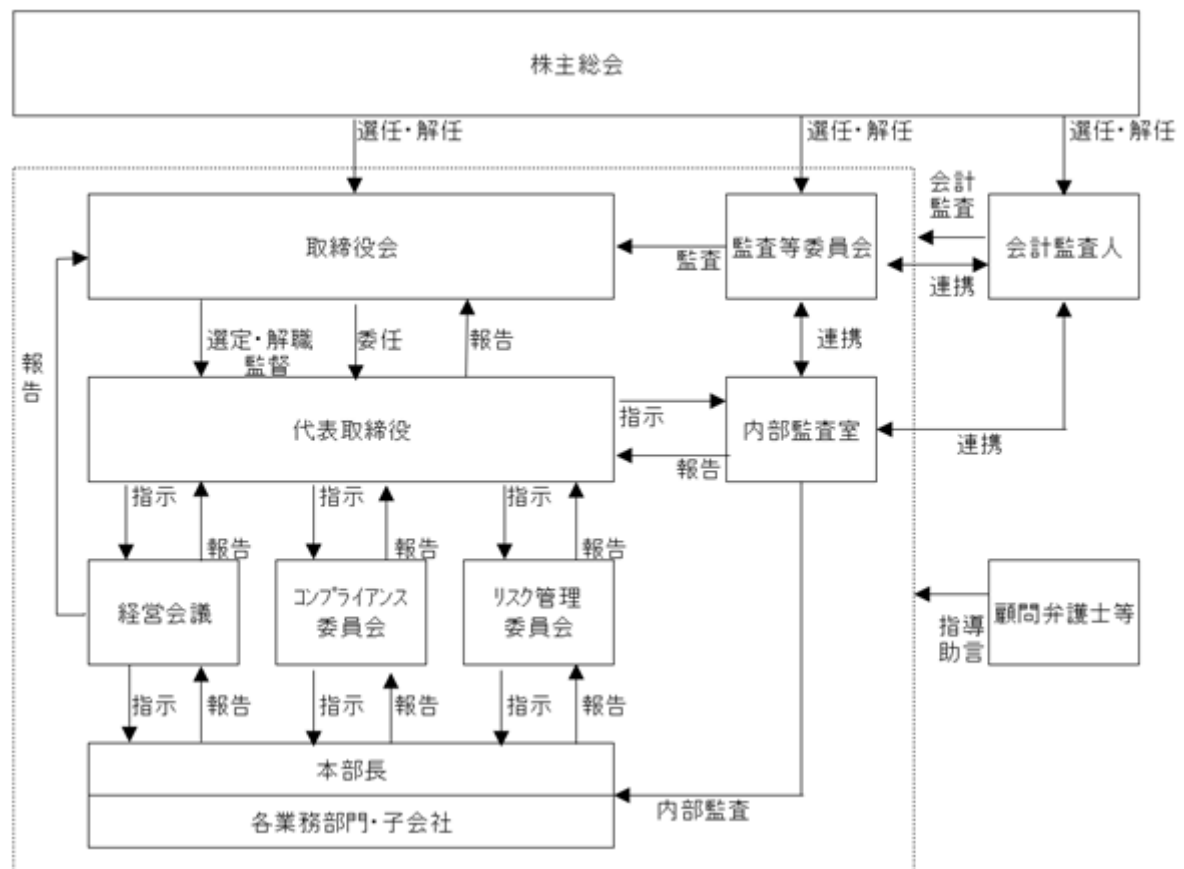 株主総会
選任・解任
選任・解任
選任・解任
取締役会
監査
監査等委員会
会計
監査
連携
会計監査人
報
告
選定・解職
監督
委任
報告
連携
代表取締役
指示
報告
内部監査室
連携
指示
報告
指示
報告
指示
報告
経営会議
コンプライアンス
委員会
リスク管理
委員会
指導
助言
顧問弁護士等
指示
報告
指示
報告
指示
報告
本部長
各業務部門・子会社
内部監査